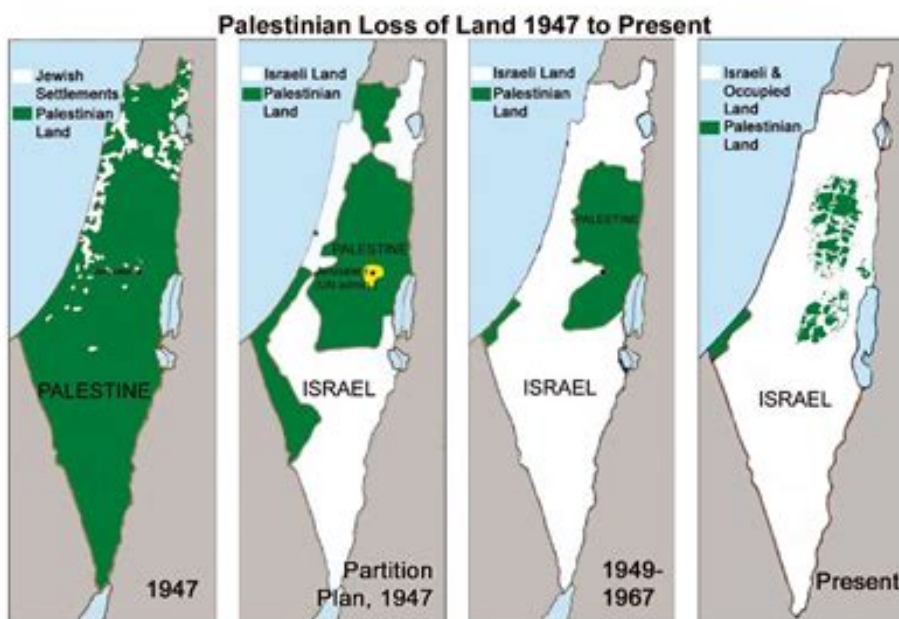 Palestinian Loss of Land 1947 to Present
Jewish
Settlements
Palestinian
Land
PALESTINE
1947
Israeli Land
Palestinian
Land
PALESTINE
ISRAEL
Partition
Plan, 1947
Israeli Land
Palestinian
Land
PALESTINE
ISRAEL
1949-
1967
Israeli &
Occupied
Land
Palestinian
Land
ISRAEL
Present